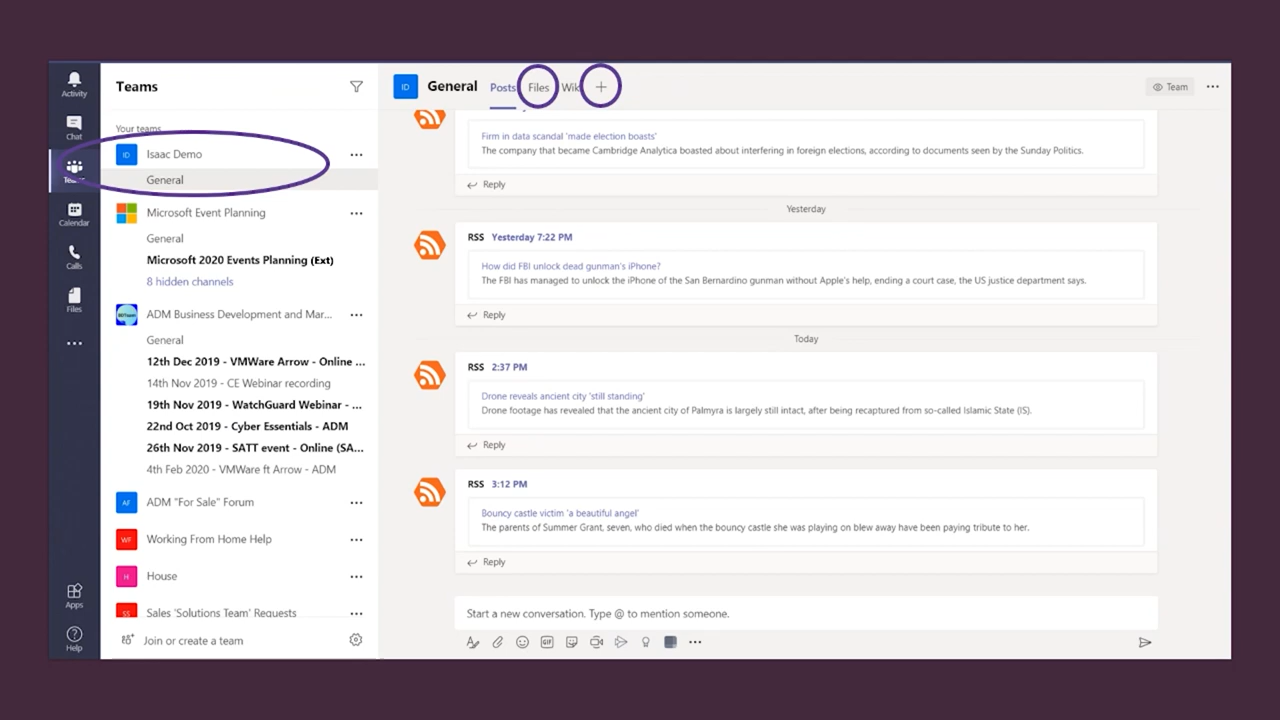 Activity
Chat
Teams
Calendar
Calls
Files
Apps
Help
Teams
Your teams
ID Isaac Demo
General
Microsoft Event Planning
General
Microsoft 2020 Events Planning (Ext)
8 hidden channels
ADM Business Development and Mar...
General
12th Dec 2019 - VMWare Arrow - Online ...
14th Nov 2019 - CE Webinar recording
19th Nov 2019 - WatchGuard Webinar - ...
22nd Oct 2019 - Cyber Essentials - ADM
26th Nov 2019 - SATT event - Online (SA...
4th Feb 2020 - VMWare ft Arrow - ADM
AF ADM "For Sale" Forum
WF Working From Home Help
H House
SS Sales 'Solutions Team' Requests
Join or create a team
ID General Posts Files Wiki + Team
Firm in data scandal 'made election boasts'
The company that became Cambridge Analytica boasted about interfering in foreign elections, according to documents seen by the Sunday Politics.
Reply
Yesterday
RSS Yesterday 7:22 PM
How did FBI unlock dead gunman's iPhone?
The FBI has managed to unlock the iPhone of the San Bernardino gunman without Apple's help, ending a court case, the US justice department says.
Reply
Today
RSS 2:37 PM
Drone reveals ancient city 'still standing'
Drone footage has revealed that the ancient city of Palmyra is largely still intact, after being recaptured from so-called Islamic State (IS).
Reply
RSS 3:12 PM
Bouncy castle victim 'a beautiful angel'
The parents of Summer Grant, seven, who died when the bouncy castle she was playing on blew away have been paying tribute to her.
Reply
Start a new conversation. Type @ to mention someone.
GIF